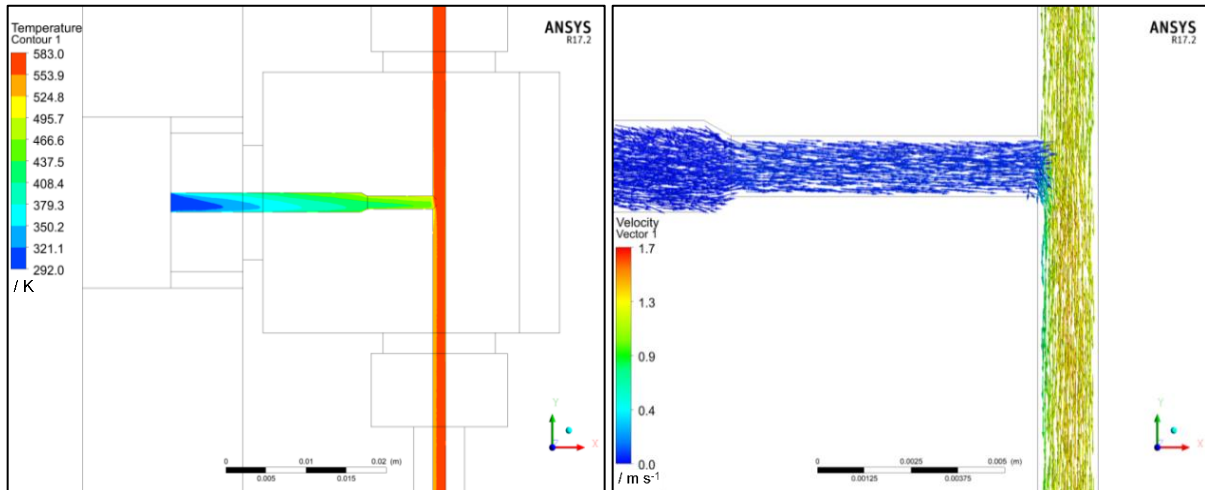 Temperature
Contour 1
583.0
553.9
524.8
495.7
466.6
437.5
408.4
379.3
350.2
321.1
292.0
/ K
ANSYS
R17.2
0 0.01 0.02 (m)
0.005 0.015
Y
X
ANSYS
R17.2
Velocity
Vector 1
1.7
1.3
0.9
0.4
0.0
/ m s⁻¹
0 0.0025 0.005 (m)
0.00125 0.00375
Y
X